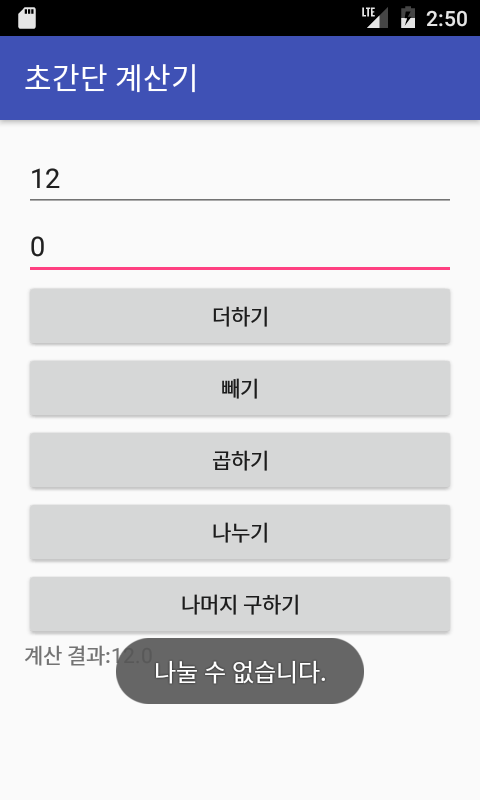 LTE 2:50
초간단 계산기
12
0
더하기
빼기
곱하기
나누기
나머지 구하기
계산 결과:12.0
나눌 수 없습니다.